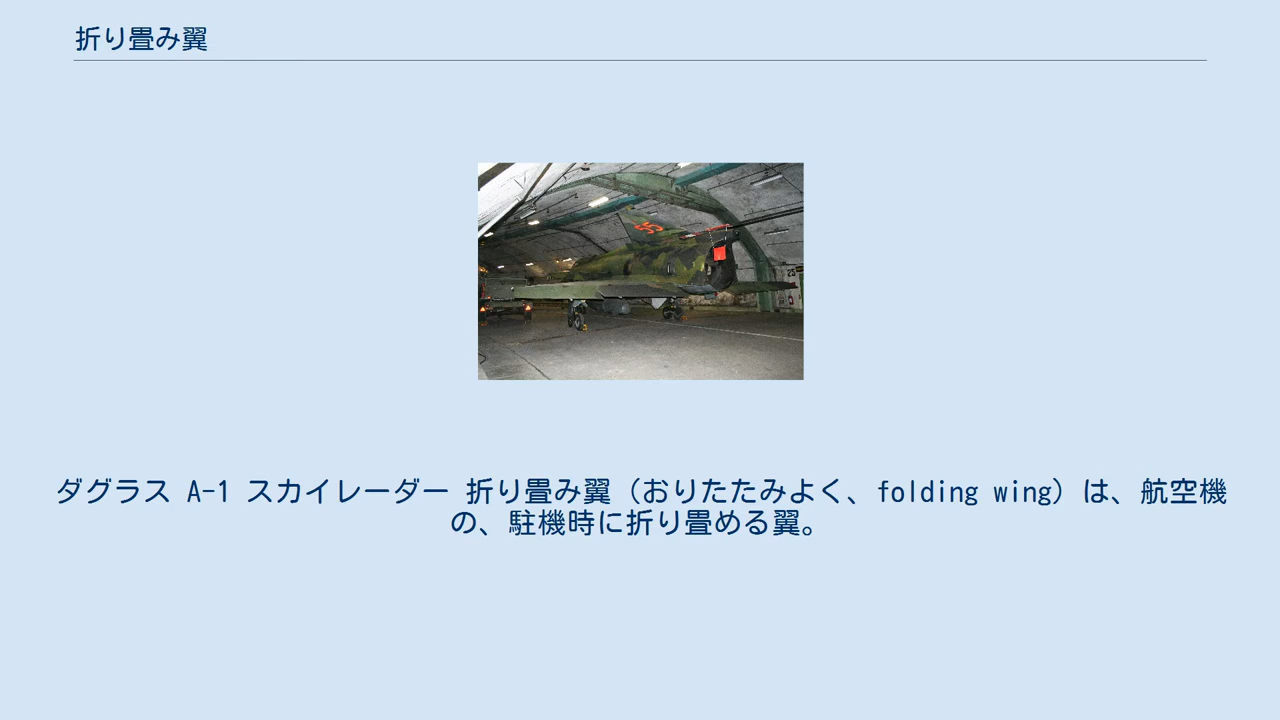 折り畳み翼
55
ダグラス A-1 スカイレーダー 折り畳み翼（おりたたみよく、folding wing）は、航空機
の、駐機時に折り畳める翼。